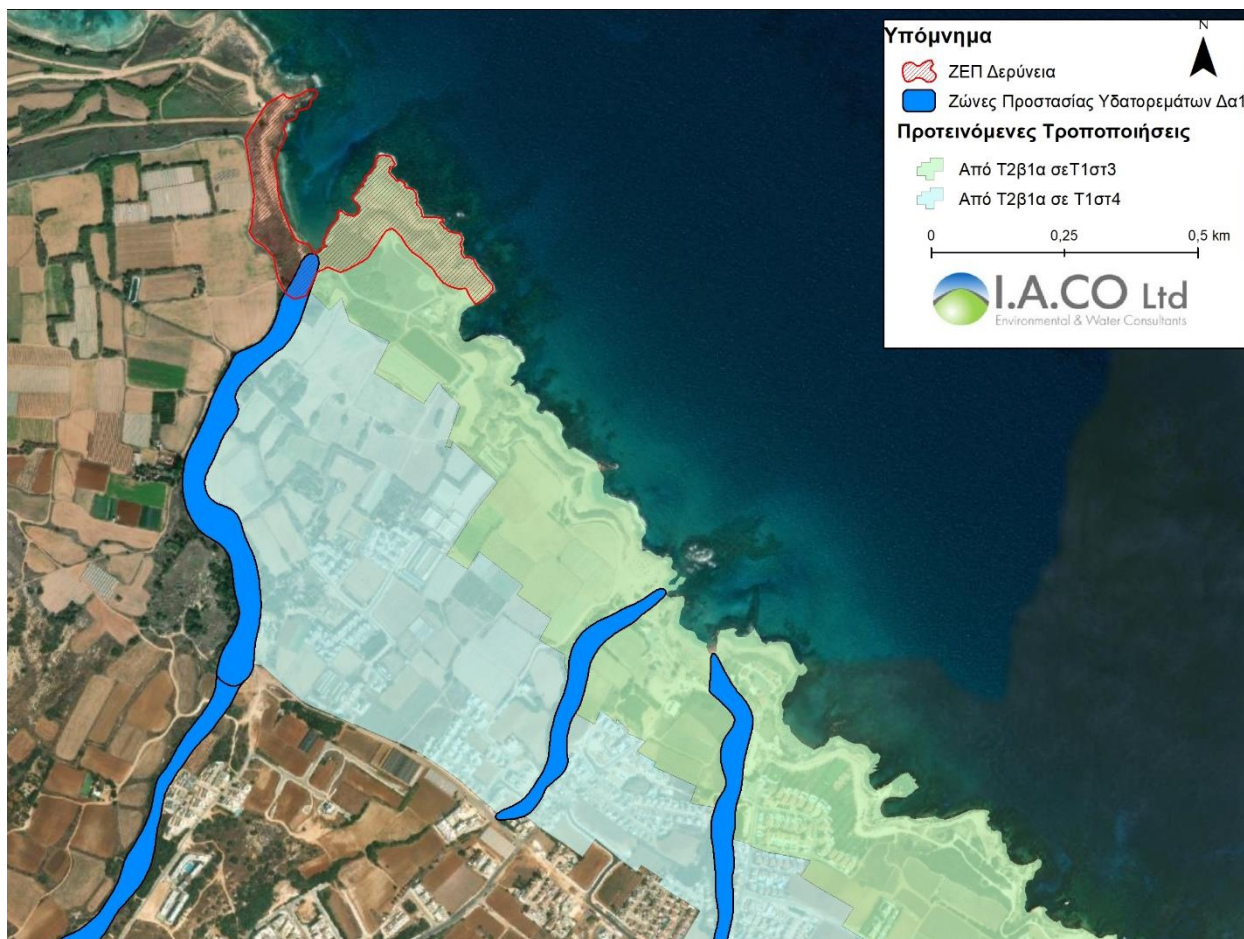 Υπόμνημα
N
ΖΕΠ Δερύνεια
Ζώνες Προστασίας Υδατορεμάτων Δα1
Προτεινόμενες Τροποποιήσεις
Από Τ2β1α σεΤ1στ3
Από Τ2β1α σε Τ1στ4
0 0,25 0,5 km
I.A.CO Ltd
Environmental & Water Consultants